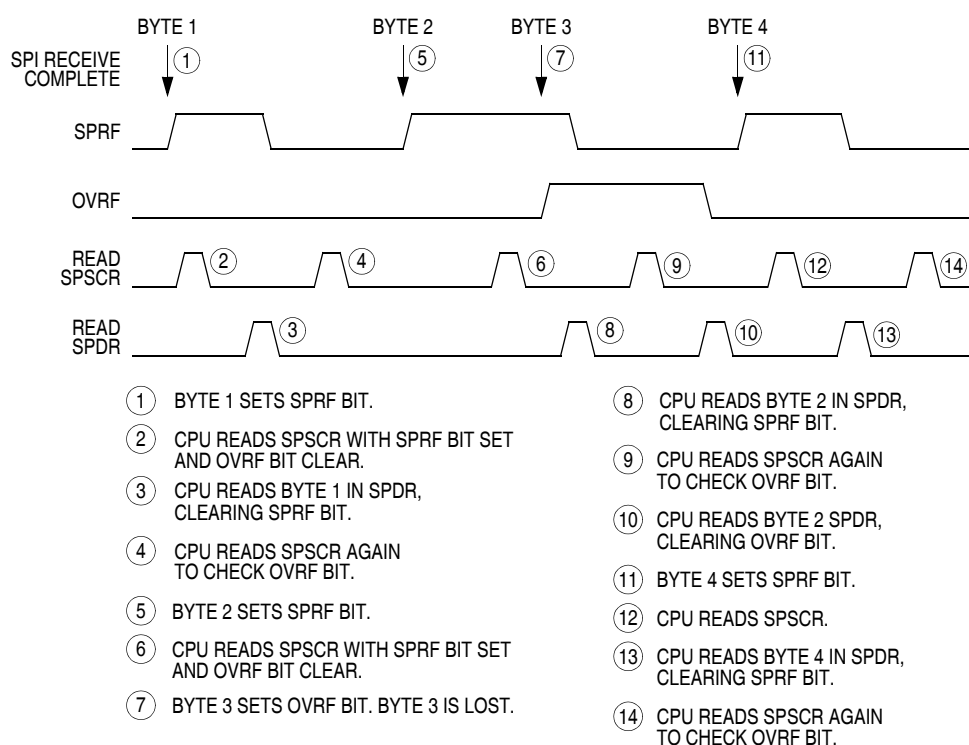 BYTE 1 BYTE 2 BYTE 3 BYTE 4
SPI RECEIVE
COMPLETE
1 5 7 11
SPRF
OVRF
READ
SPSCR
2 4 6 9 12 14
READ
SPDR
3 8 10 13
1 BYTE 1 SETS SPRF BIT.
2 CPU READS SPSCR WITH SPRF BIT SET
AND OVRF BIT CLEAR.
3 CPU READS BYTE 1 IN SPDR,
CLEARING SPRF BIT.
4 CPU READS SPSCR AGAIN
TO CHECK OVRF BIT.
5 BYTE 2 SETS SPRF BIT.
6 CPU READS SPSCR WITH SPRF BIT SET
AND OVRF BIT CLEAR.
7 BYTE 3 SETS OVRF BIT. BYTE 3 IS LOST.
8 CPU READS BYTE 2 IN SPDR,
CLEARING SPRF BIT.
9 CPU READS SPSCR AGAIN
TO CHECK OVRF BIT.
10 CPU READS BYTE 2 SPDR,
CLEARING OVRF BIT.
11 BYTE 4 SETS SPRF BIT.
12 CPU READS SPSCR.
13 CPU READS BYTE 4 IN SPDR,
CLEARING SPRF BIT.
14 CPU READS SPSCR AGAIN
TO CHECK OVRF BIT.